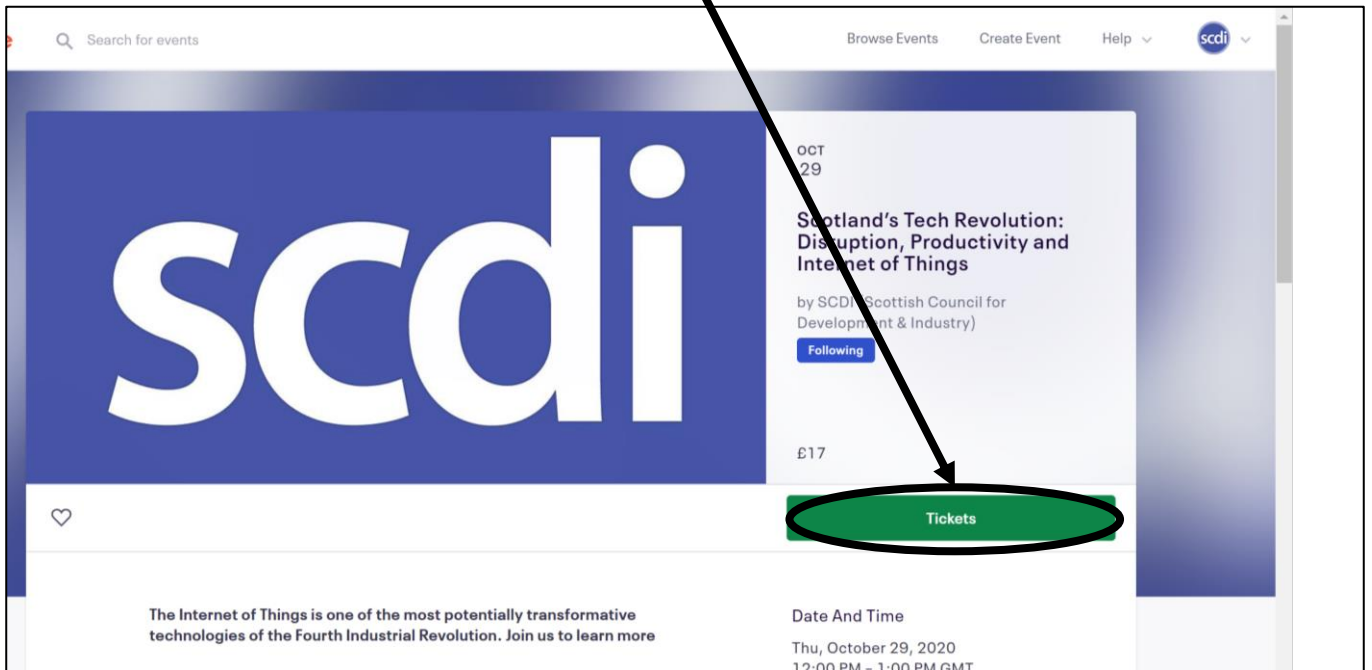 Search for events
Browse Events
Create Event
Help
scdi
scdi
OCT
29
Scotland's Tech Revolution:
Disruption, Productivity and
Internet of Things
by SCDI (Scottish Council for
Development & Industry)
Following
£17
Tickets
The Internet of Things is one of the most potentially transformative
technologies of the Fourth Industrial Revolution. Join us to learn more
Date And Time
Thu, October 29, 2020
12:00 PM – 1:00 PM GMT